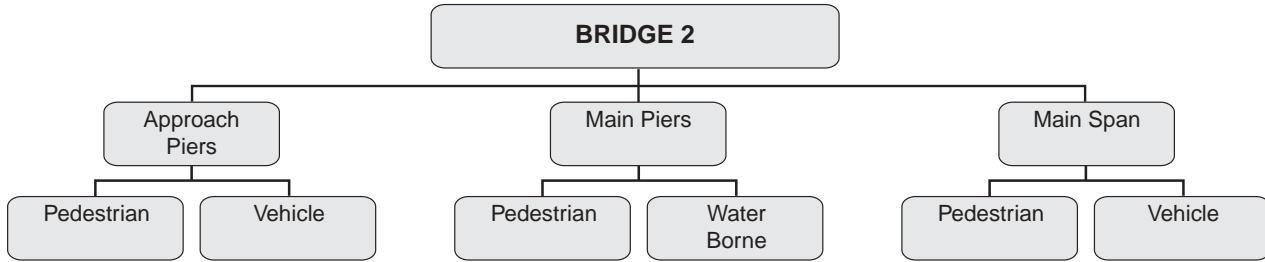 BRIDGE 2
Approach
Piers
Main Piers
Main Span
Pedestrian
Vehicle
Pedestrian
Water
Borne
Pedestrian
Vehicle